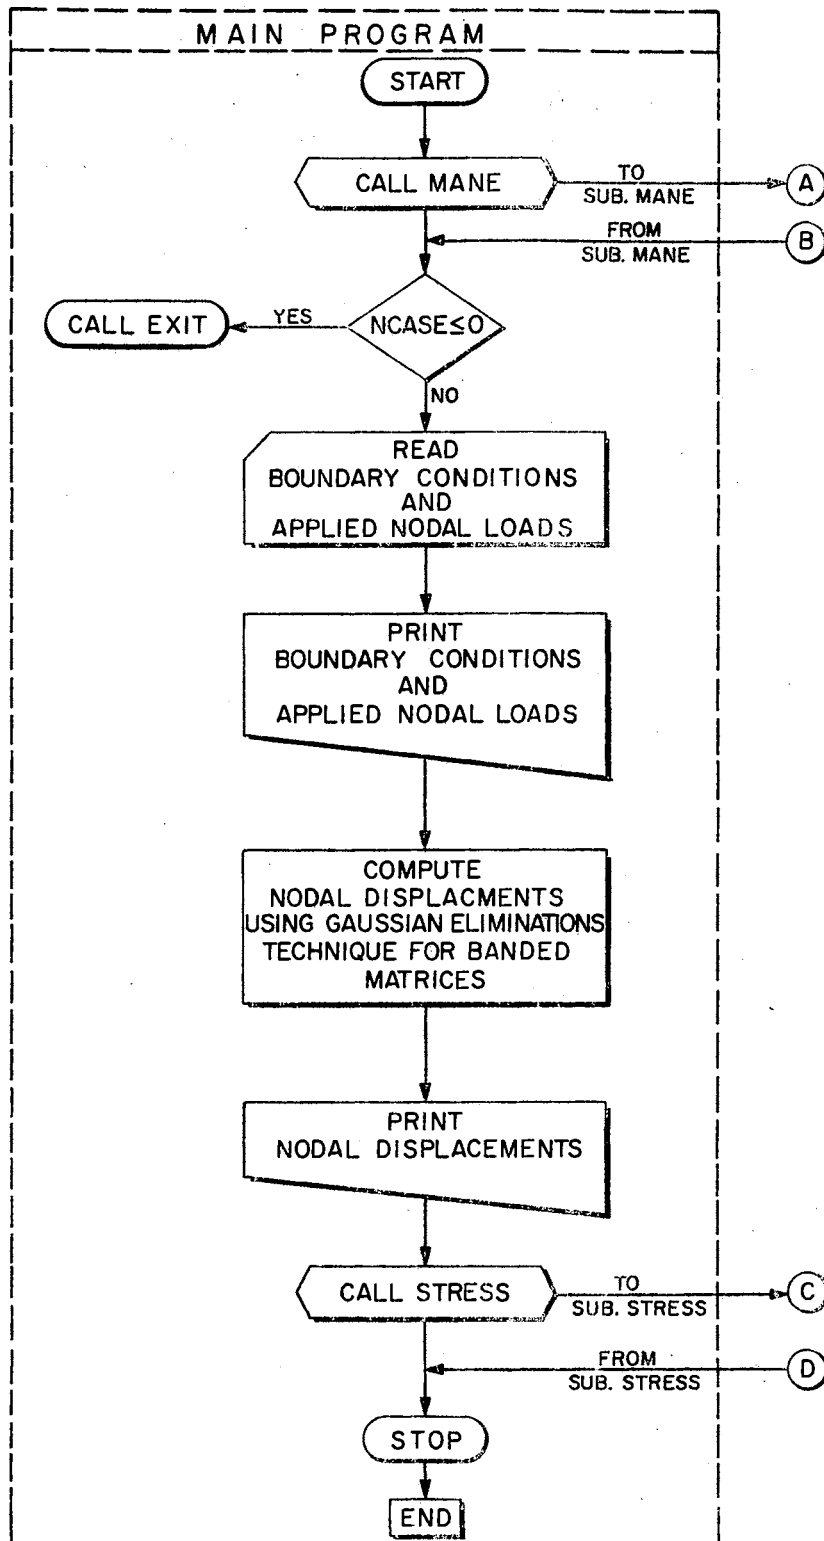 MAIN PROGRAM
START
CALL MANE
TO
SUB. MANE
A
FROM
SUB. MANE
B
NCASE≤0
YES
CALL EXIT
NO
READ
BOUNDARY CONDITIONS
AND
APPLIED NODAL LOADS
PRINT
BOUNDARY CONDITIONS
AND
APPLIED NODAL LOADS
COMPUTE
NODAL DISPLACMENTS
USING GAUSSIAN ELIMINATIONS
TECHNIQUE FOR BANDED
MATRICES
PRINT
NODAL DISPLACEMENTS
CALL STRESS
TO
SUB. STRESS
C
FROM
SUB. STRESS
D
STOP
END